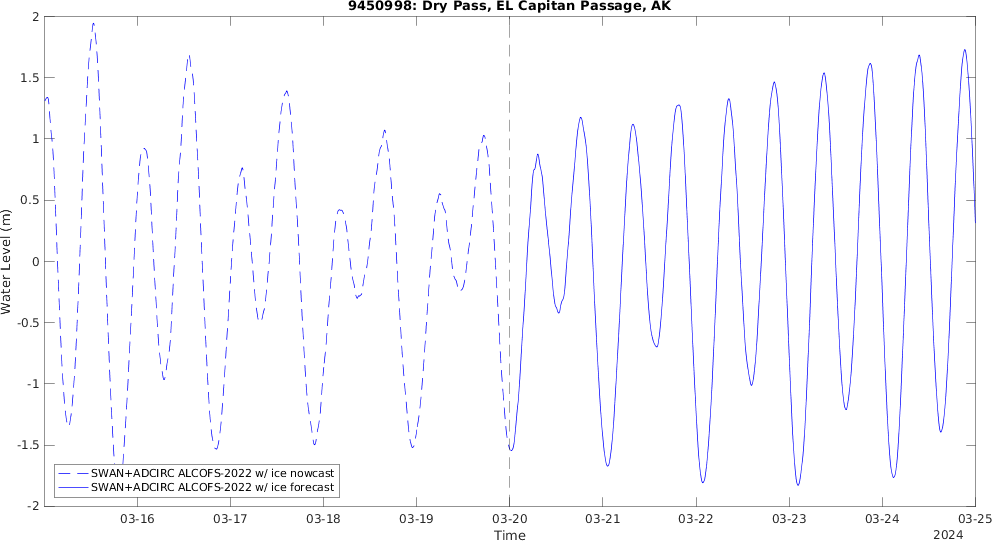 9450998: Dry Pass, EL Capitan Passage, AK
Water Level (m)
2
1.5
1
0.5
0
-0.5
-1
-1.5
-2
SWAN+ADCIRC ALCOFS-2022 w/ ice nowcast
SWAN+ADCIRC ALCOFS-2022 w/ ice forecast
03-16 03-17 03-18 03-19 03-20 03-21 03-22 03-23 03-24 03-25
Time
2024